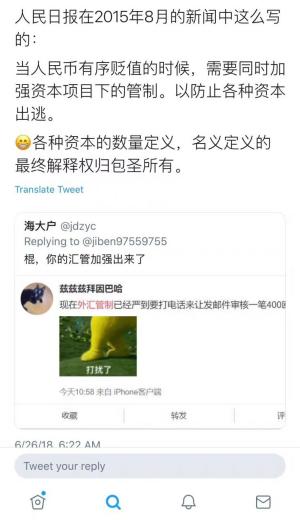 人民日报在2015年8月的新闻中这么写
的：
当人民币有序贬值的时候，需要同时加
强资本项目下的管制。以防止各种资本
出逃。
😁各种资本的数量定义，名义定义的
最终解释权归包圣所有。
Translate Tweet
海大户 @jdzyc
Replying to @jiben97559755
棍，你的汇管加强出来了
兹兹兹拜因巴哈
现在外汇管制已经严到要打电话来让发邮件审核一笔400
打扰了
今天10:58 来自 iPhone客户端
收藏
转发
评
6/26/18, 6:22 AM
Tweet your reply